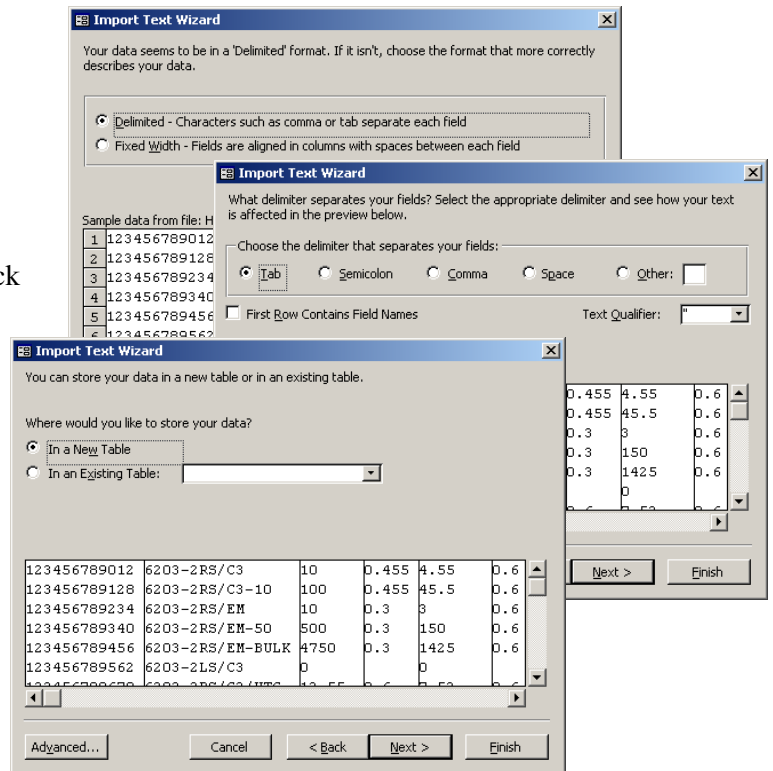 Import Text Wizard
Your data seems to be in a 'Delimited' format. If it isn't, choose the format that more correctly
describes your data.
Delimited - Characters such as comma or tab separate each field
Fixed Width - Fields are aligned in columns with spaces between each field
Sample data from file: H
1 123456789012
2 123456789128
3 123456789234
4 123456789340
5 123456789456
6 123456789562
ck
Import Text Wizard
What delimiter separates your fields? Select the appropriate delimiter and see how your text
is affected in the preview below.
Choose the delimiter that separates your fields:
Tab Semicolon Comma Space Other:
First Row Contains Field Names Text Qualifier: "
0.455 4.55 0.6
0.455 45.5 0.6
0.3 3 0.6
0.3 150 0.6
0.3 1425 0.6
0
Next > Finish
Import Text Wizard
You can store your data in a new table or in an existing table.
Where would you like to store your data?
In a New Table
In an Existing Table:
123456789012 6203-2RS/C3 10 0.455 4.55 0.6
123456789128 6203-2RS/C3-10 100 0.455 45.5 0.6
123456789234 6203-2RS/EM 10 0.3 3 0.6
123456789340 6203-2RS/EM-50 500 0.3 150 0.6
123456789456 6203-2RS/EM-BULK 4750 0.3 1425 0.6
123456789562 6203-2LS/C3 0 0
Advanced... Cancel < Back Next > Finish